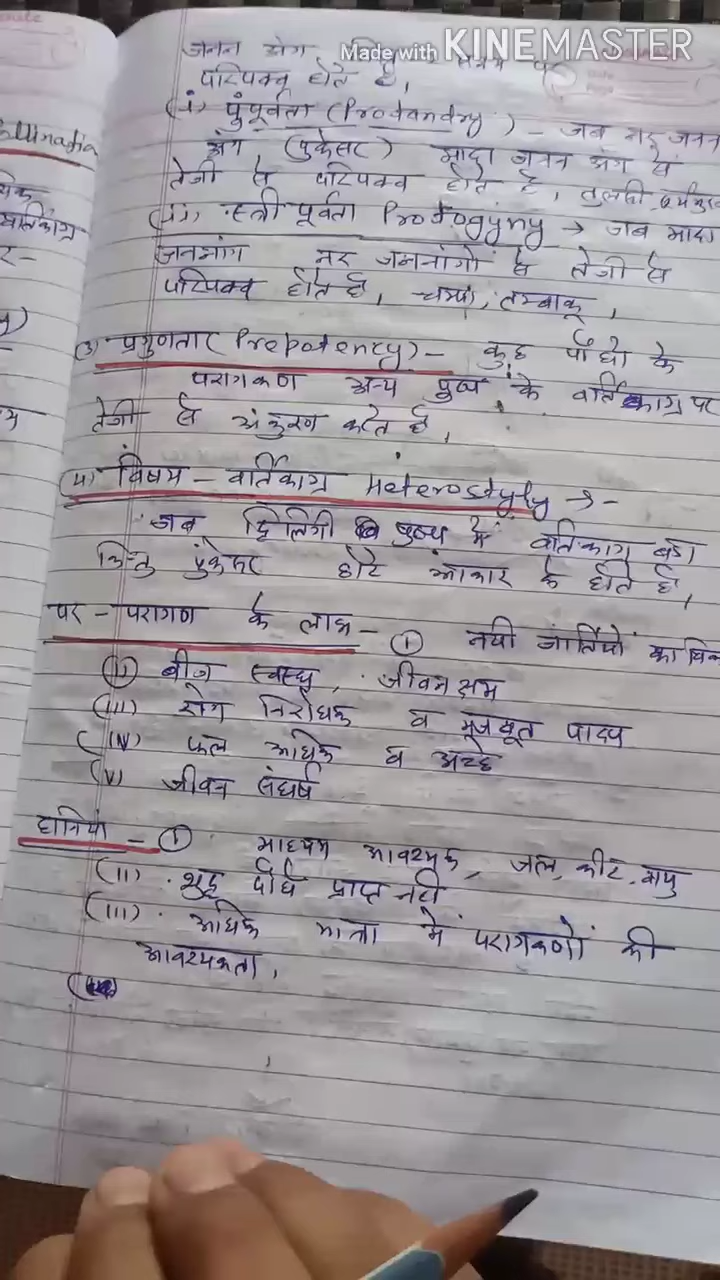 जनन अंग
Made with KINEMASTER
परिपक्व होते है,
(i) पुंपूर्वता (Protandry) – जब नर जनन
अंग (पुंकेसर) मादा जनन अंग से
तेजी से परिपक्व होते है, तुलसी,
(ii) स्त्रीपूर्वता Protogyny → जब मादा
जननांग नर जननांगों से तेजी से
परिपक्व होते है, चम्पा, तम्बाकू,
(3) प्रगुणता (Prepotency) – कुछ पौधो के
परागकण अन्य पुष्प के वर्तिकाग्र पर
तेजी से अंकुरण करते है,
(4) विषम – वर्तिकाग्र Heterostyly → -
जब द्विलिंगी पुष्प में वर्तिकाग्र बडा
किन्तु पुंकेसर छोटे आकार के होते है,
पर – परागण के लाभ – (i) नयी जातियों का
(ii) बीज स्वस्थ, जीवनक्षम
(iii) रोग निरोधक व मजबूत पादप
(iv) फल अधिक व अच्छे
(v) जीवन संघर्ष
हानियां – (i) माध्यम आवश्यक, जल, कीट, वायु
(ii) शुद्ध पौधे प्राप्त नही
(iii) अधिक मात्रा में परागकणों की
आवश्यकता,